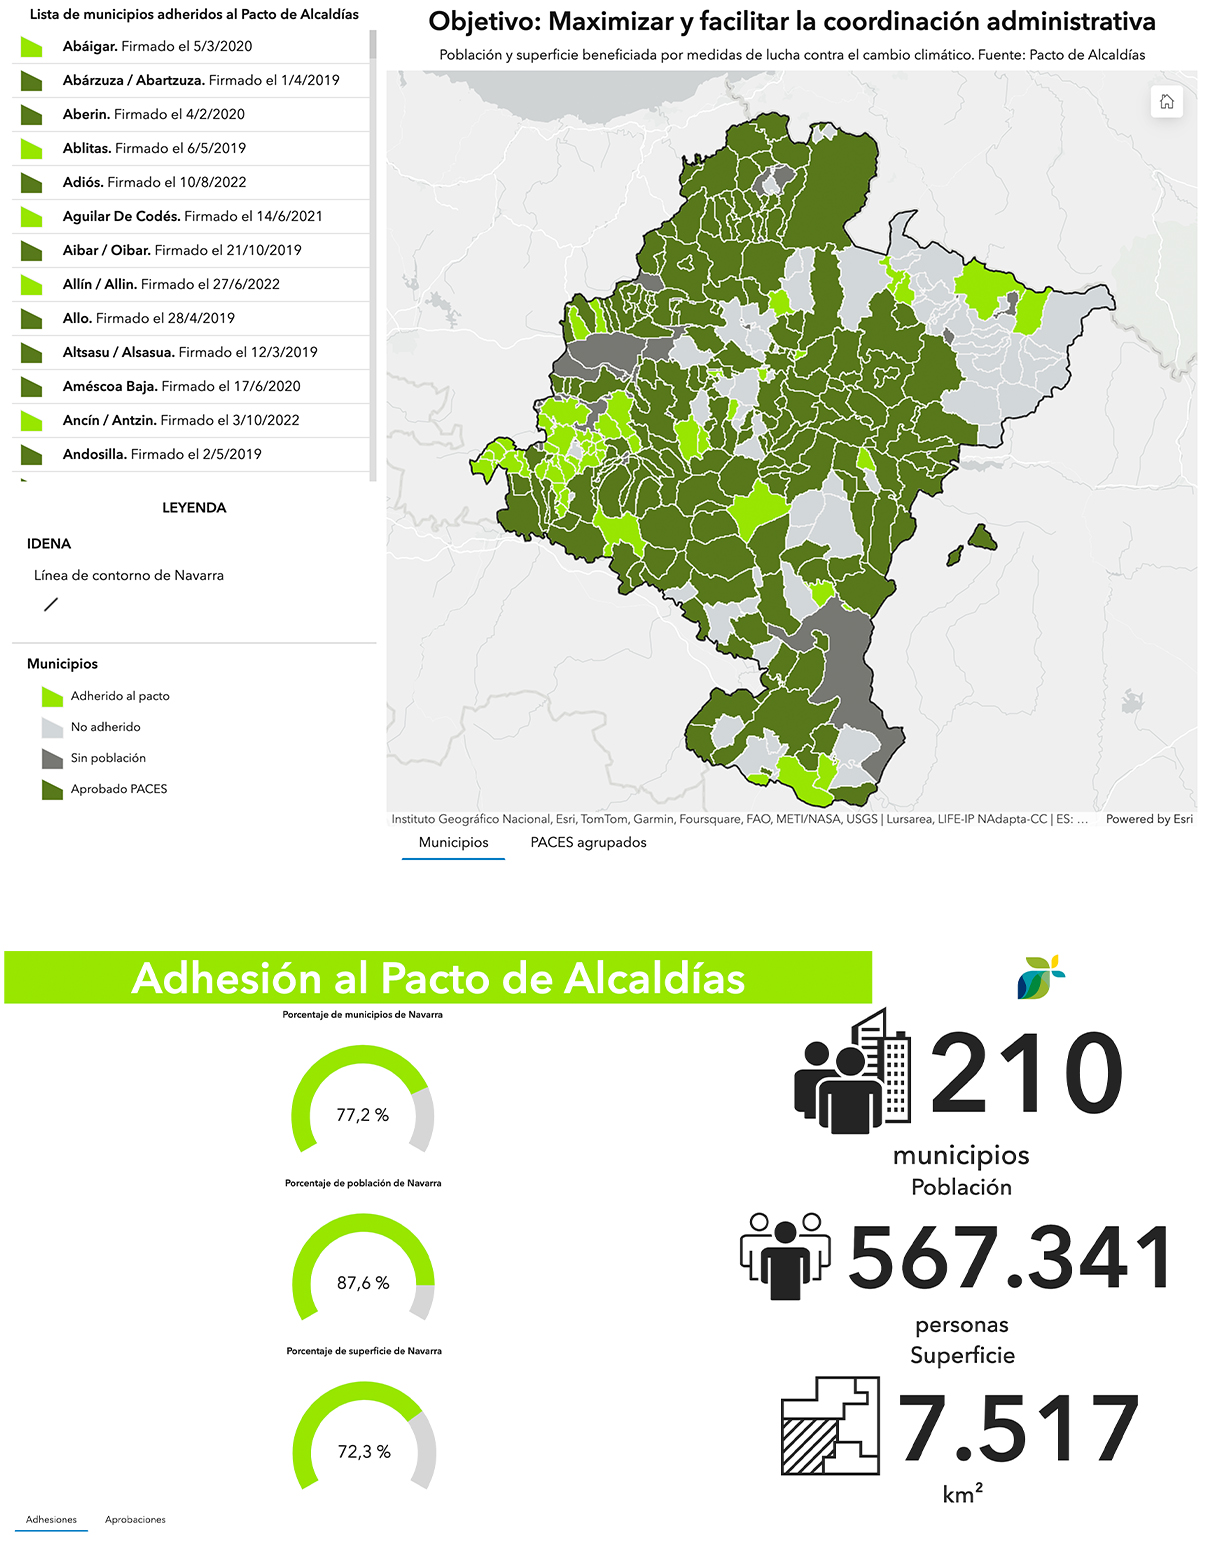 Lista de municipios adheridos al Pacto de Alcaldías
Abáigar. Firmado el 5/3/2020
Abárzuza / Abartzuza. Firmado el 1/4/2019
Aberin. Firmado el 4/2/2020
Ablitas. Firmado el 6/5/2019
Adiós. Firmado el 10/8/2022
Aguilar De Codés. Firmado el 14/6/2021
Aibar / Oibar. Firmado el 21/10/2019
Allín / Allin. Firmado el 27/6/2022
Allo. Firmado el 28/4/2019
Altsasu / Alsasua. Firmado el 12/3/2019
Améscoa Baja. Firmado el 17/6/2020
Ancín / Antzin. Firmado el 3/10/2022
Andosilla. Firmado el 2/5/2019
LEYENDA
IDENA
Línea de contorno de Navarra
Municipios
Adherido al pacto
No adherido
Sin población
Aprobado PACES
Objetivo: Maximizar y facilitar la coordinación administrativa
Población y superficie beneficiada por medidas de lucha contra el cambio climático. Fuente: Pacto de Alcaldías
Instituto Geográfico Nacional, Esri, TomTom, Garmin, Foursquare, FAO, METI/NASA, USGS | Lursarea, LIFE-IP NAdapta-CC | ES: ... Powered by Esri
Municipios PACES agrupados
Adhesión al Pacto de Alcaldías
Porcentaje de municipios de Navarra
77,2 %
Porcentaje de población de Navarra
87,6 %
Porcentaje de superficie de Navarra
72,3 %
210
municipios
Población
567.341
personas
Superficie
7.517
km²
Adhesiones Aprobaciones